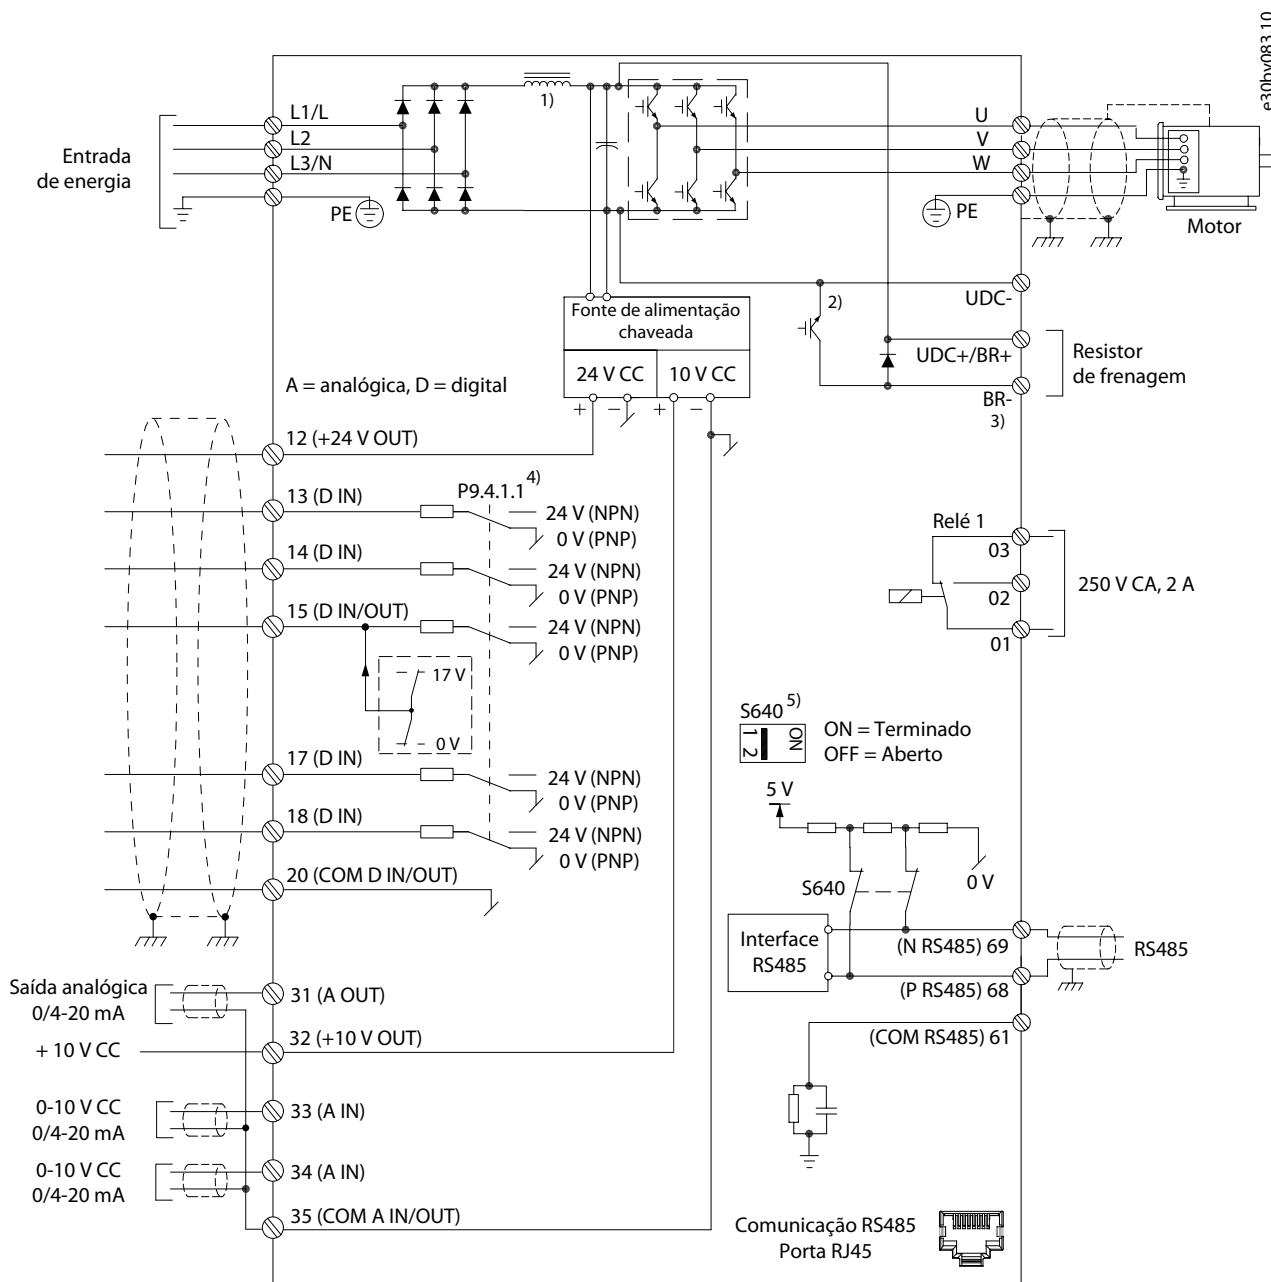 e30bv083.10
1)
L1/L
L2
L3/N
PE
Entrada
de energia
U
V
W
PE
Motor
Fonte de alimentação
chaveada
24 V CC
10 V CC
+
−
+
−
2)
UDC-
UDC+/BR+
BR-
3)
Resistor
de frenagem
A = analógica, D = digital
12 (+24 V OUT)
13 (D IN)
P9.4.1.1 4)
24 V (NPN)
0 V (PNP)
14 (D IN)
24 V (NPN)
0 V (PNP)
15 (D IN/OUT)
24 V (NPN)
0 V (PNP)
17 V
0 V
17 (D IN)
24 V (NPN)
0 V (PNP)
18 (D IN)
24 V (NPN)
0 V (PNP)
20 (COM D IN/OUT)
Relé 1
03
02
01
250 V CA, 2 A
S640 5)
1 2
ON
ON = Terminado
OFF = Aberto
5 V
0 V
S640
Interface
RS485
(N RS485) 69
(P RS485) 68
RS485
(COM RS485) 61
Saída analógica
0/4-20 mA
31 (A OUT)
+ 10 V CC
32 (+10 V OUT)
0-10 V CC
0/4-20 mA
33 (A IN)
0-10 V CC
0/4-20 mA
34 (A IN)
35 (COM A IN/OUT)
Comunicação RS485
Porta RJ45